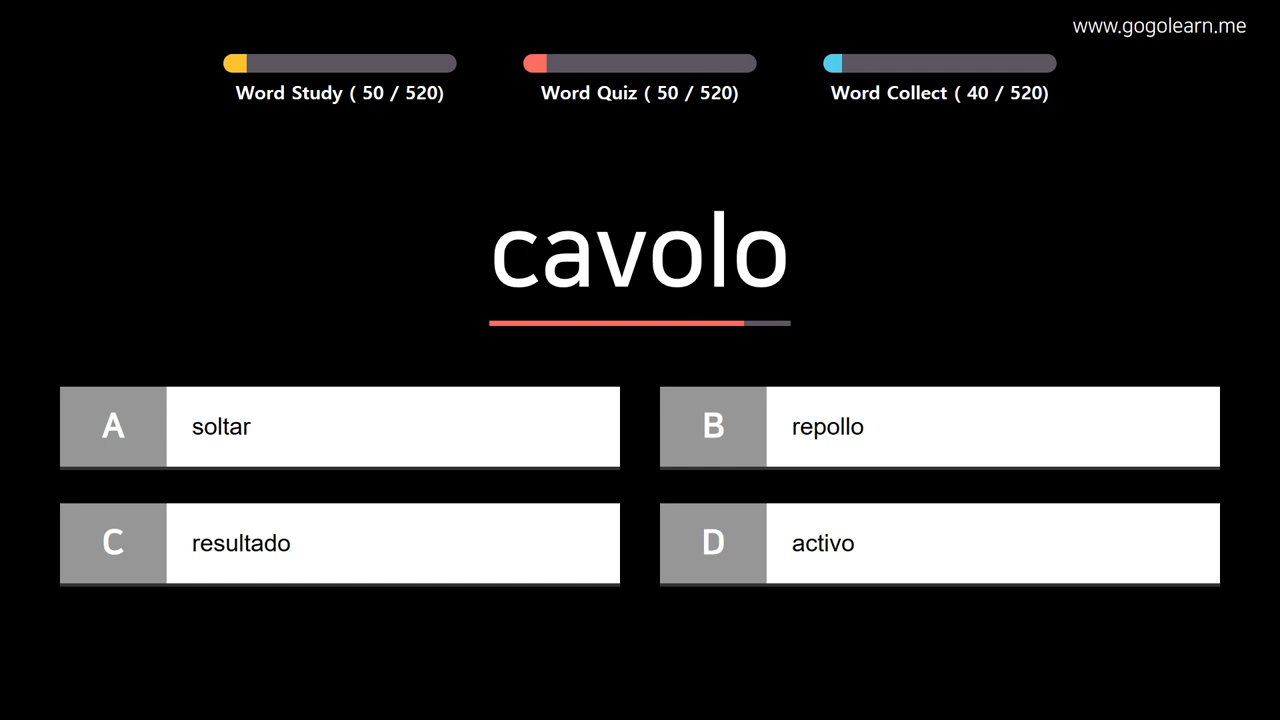 www.gogolearn.me
Word Study ( 50 / 520)
Word Quiz ( 50 / 520)
Word Collect ( 40 / 520)
cavolo
A soltar
B repollo
C resultado
D activo